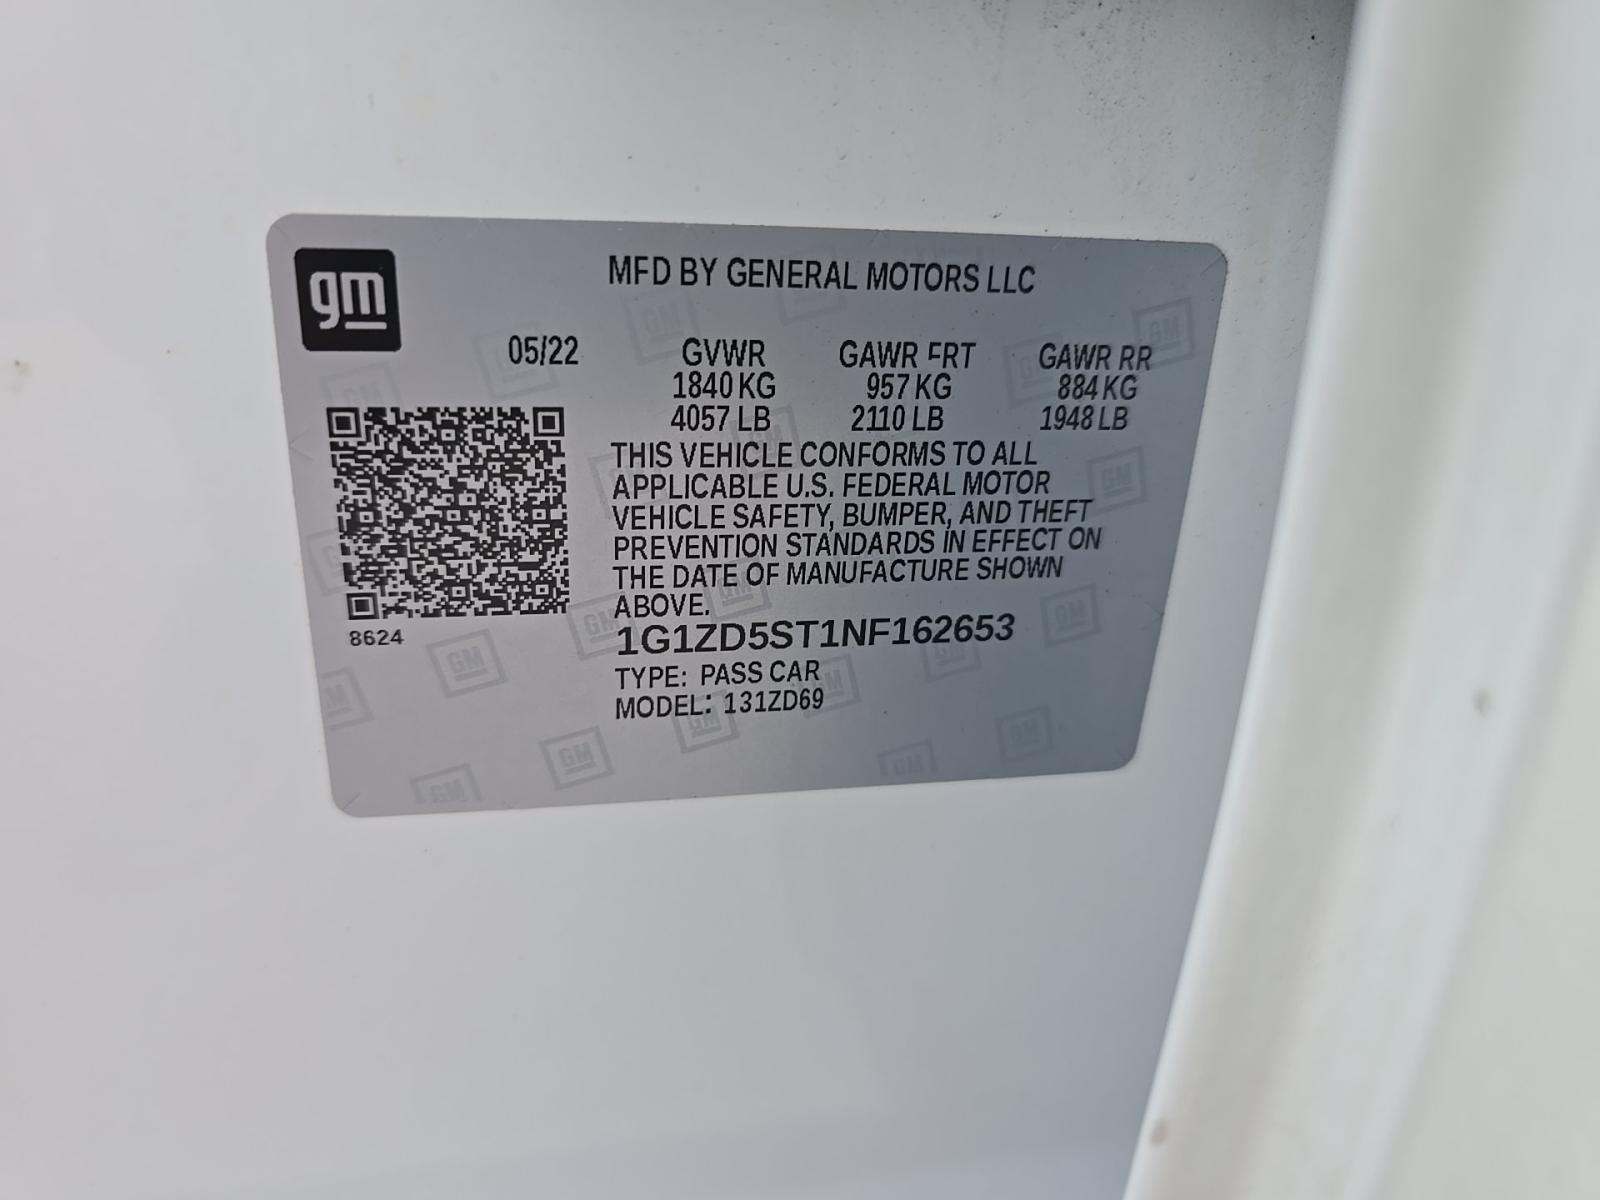 gm
MFD BY GENERAL MOTORS LLC
05/22 GVWR GAWR FRT GAWR RR
1840 KG 957 KG 884 KG
4057 LB 2110 LB 1948 LB
THIS VEHICLE CONFORMS TO ALL
APPLICABLE U.S. FEDERAL MOTOR
VEHICLE SAFETY, BUMPER, AND THEFT
PREVENTION STANDARDS IN EFFECT ON
THE DATE OF MANUFACTURE SHOWN
ABOVE.
8624
1G1ZD5ST1NF162653
TYPE: PASS CAR
MODEL: 131ZD69